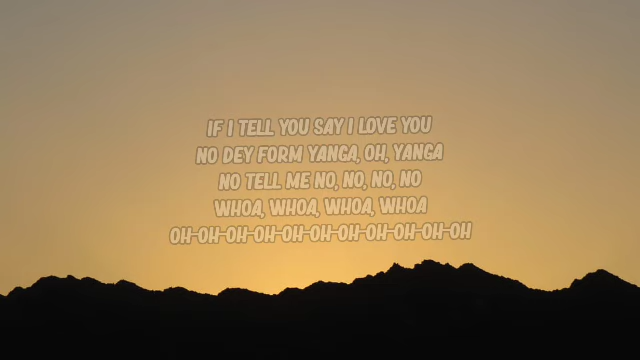 IF I TELL YOU SAY I LOVE YOU
NO DEY FORM YANGA, OH, YANGA
NO TELL ME NO, NO, NO, NO
WHOA, WHOA, WHOA, WHOA
OH-OH-OH-OH-OH-OH-OH-OH-OH-OH-OH